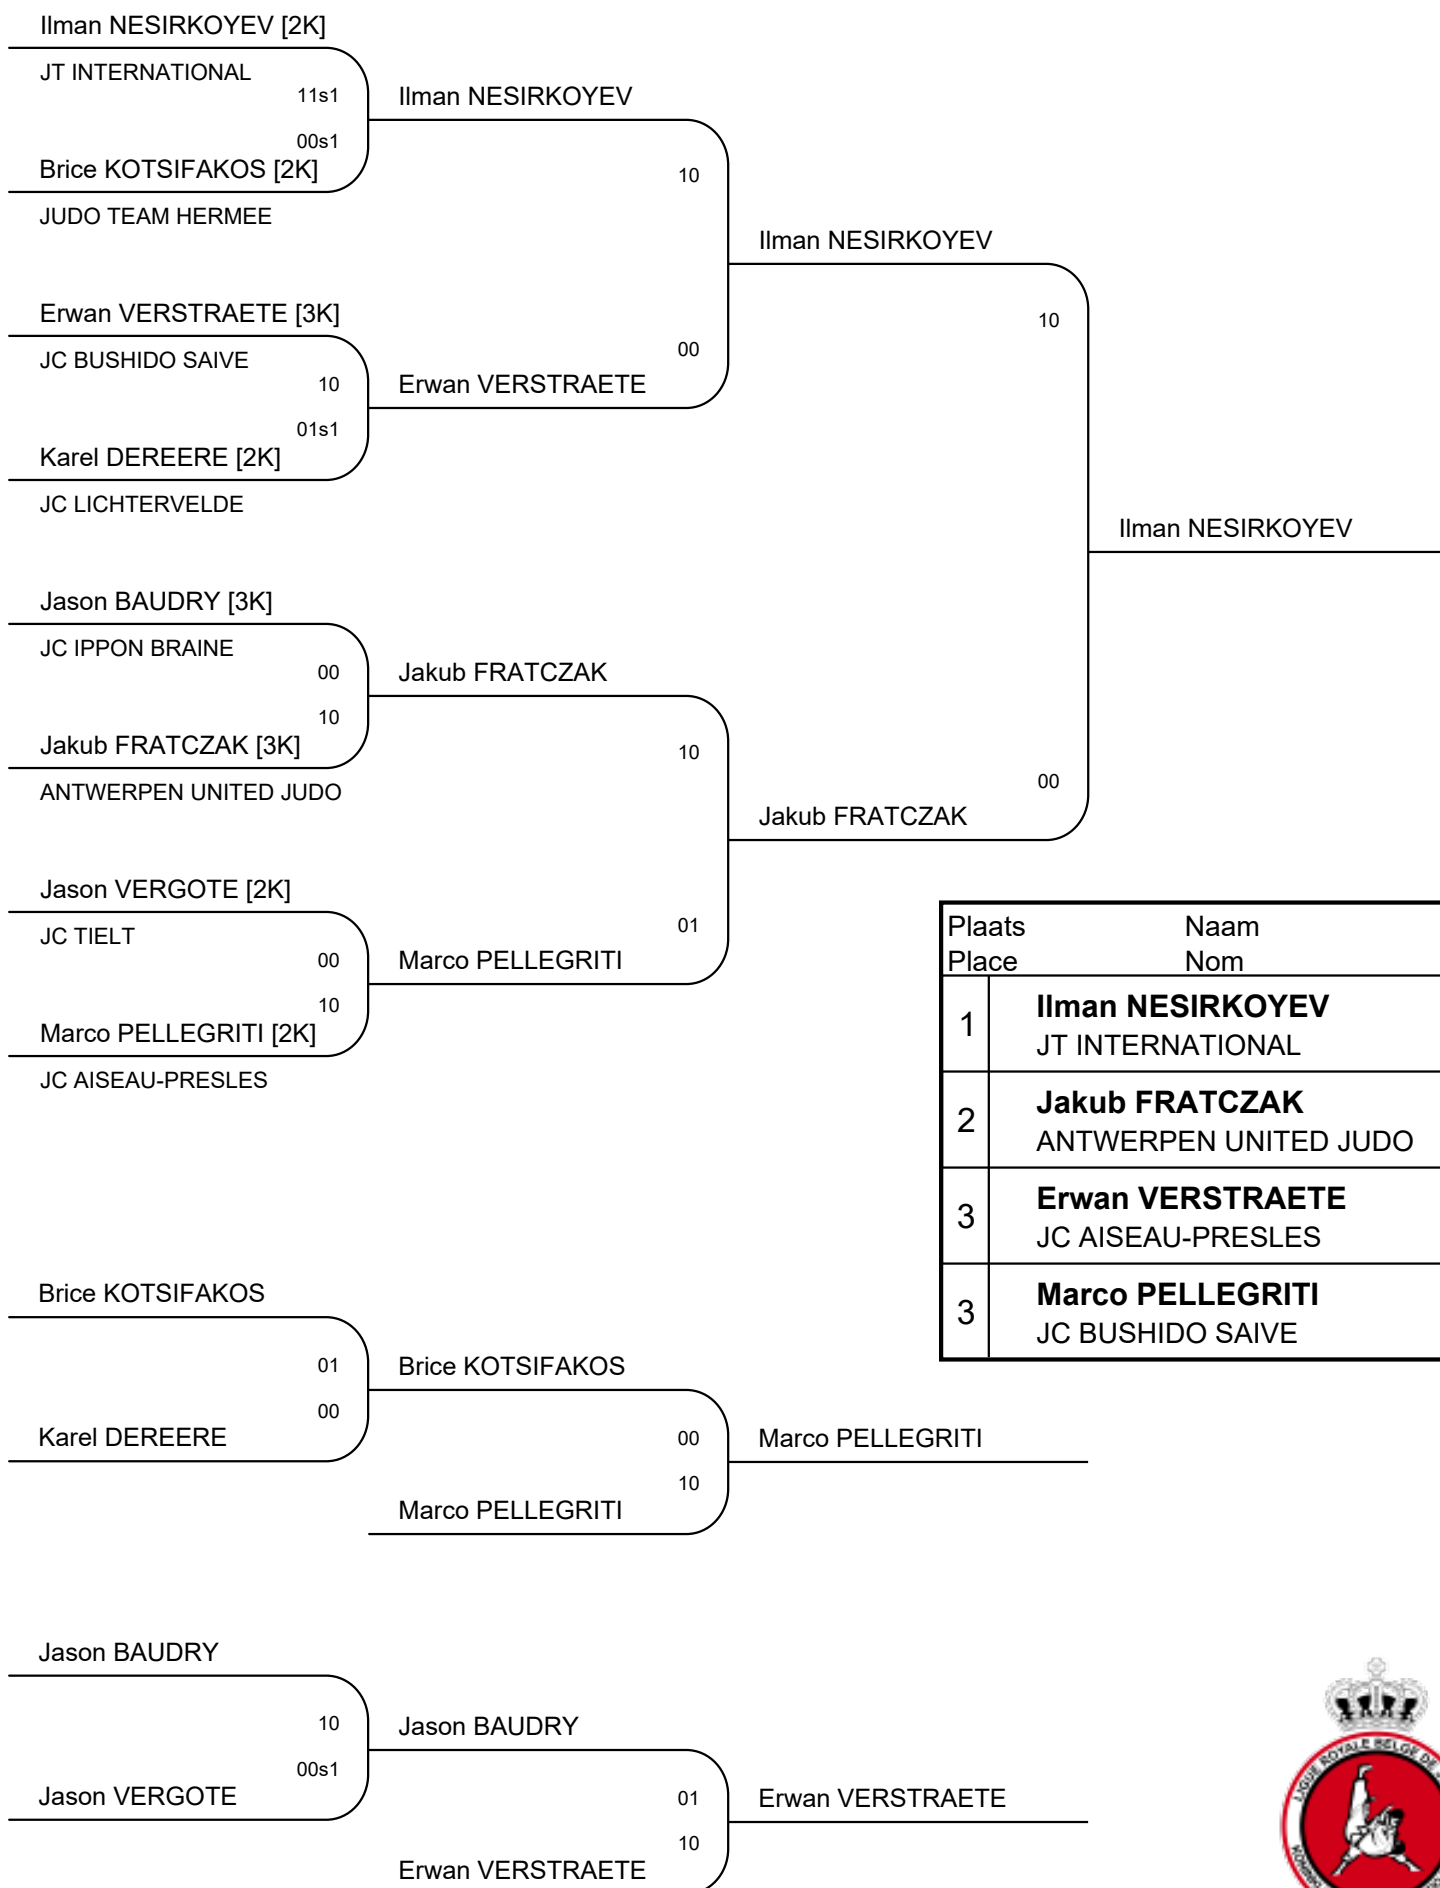 Ilman NESIRKOYEV [2K]
JT INTERNATIONAL
11s1
Ilman NESIRKOYEV
00s1
Brice KOTSIFAKOS [2K]
10
JUDO TEAM HERMEE
Ilman NESIRKOYEV
Erwan VERSTRAETE [3K]
10
JC BUSHIDO SAIVE
00
10
Erwan VERSTRAETE
01s1
Karel DEREERE [2K]
JC LICHTERVELDE
Ilman NESIRKOYEV
Jason BAUDRY [3K]
JC IPPON BRAINE
00
Jakub FRATCZAK
10
Jakub FRATCZAK [3K]
10
ANTWERPEN UNITED JUDO
00
Jakub FRATCZAK
Jason VERGOTE [2K]
JC TIELT
01
00
Marco PELLEGRITI
10
Marco PELLEGRITI [2K]
JC AISEAU-PRESLES
Plaats Naam
Place Nom
1 Ilman NESIRKOYEV
JT INTERNATIONAL
2 Jakub FRATCZAK
ANTWERPEN UNITED JUDO
3 Erwan VERSTRAETE
JC AISEAU-PRESLES
3 Marco PELLEGRITI
JC BUSHIDO SAIVE
Brice KOTSIFAKOS
01
Brice KOTSIFAKOS
00
Karel DEREERE
00
Marco PELLEGRITI
10
Marco PELLEGRITI
Jason BAUDRY
10
Jason BAUDRY
00s1
Jason VERGOTE
01
Erwan VERSTRAETE
10
Erwan VERSTRAETE
LIGUE ROYALE BELGE DE